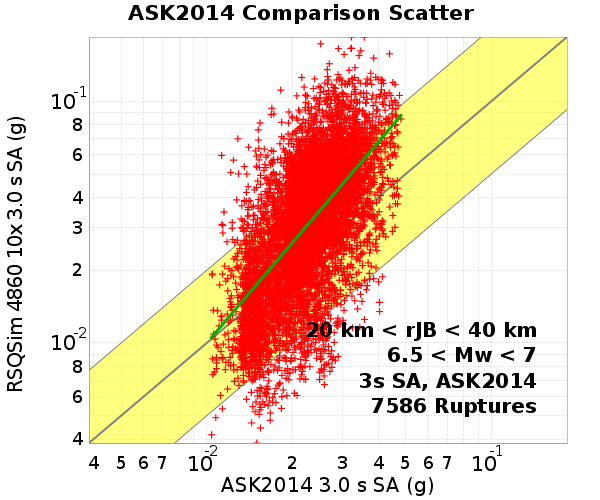 ASK2014 Comparison Scatter
RSQSim 4860 10x 3.0 s SA (g)
10-1
8
6
4
3
2
10-2
8
6
4
20 km < rJB < 40 km
6.5 < Mw < 7
3s SA, ASK2014
7586 Ruptures
4 5 6 7 10-2 2 3 4 5 6 7 10-1
ASK2014 3.0 s SA (g)